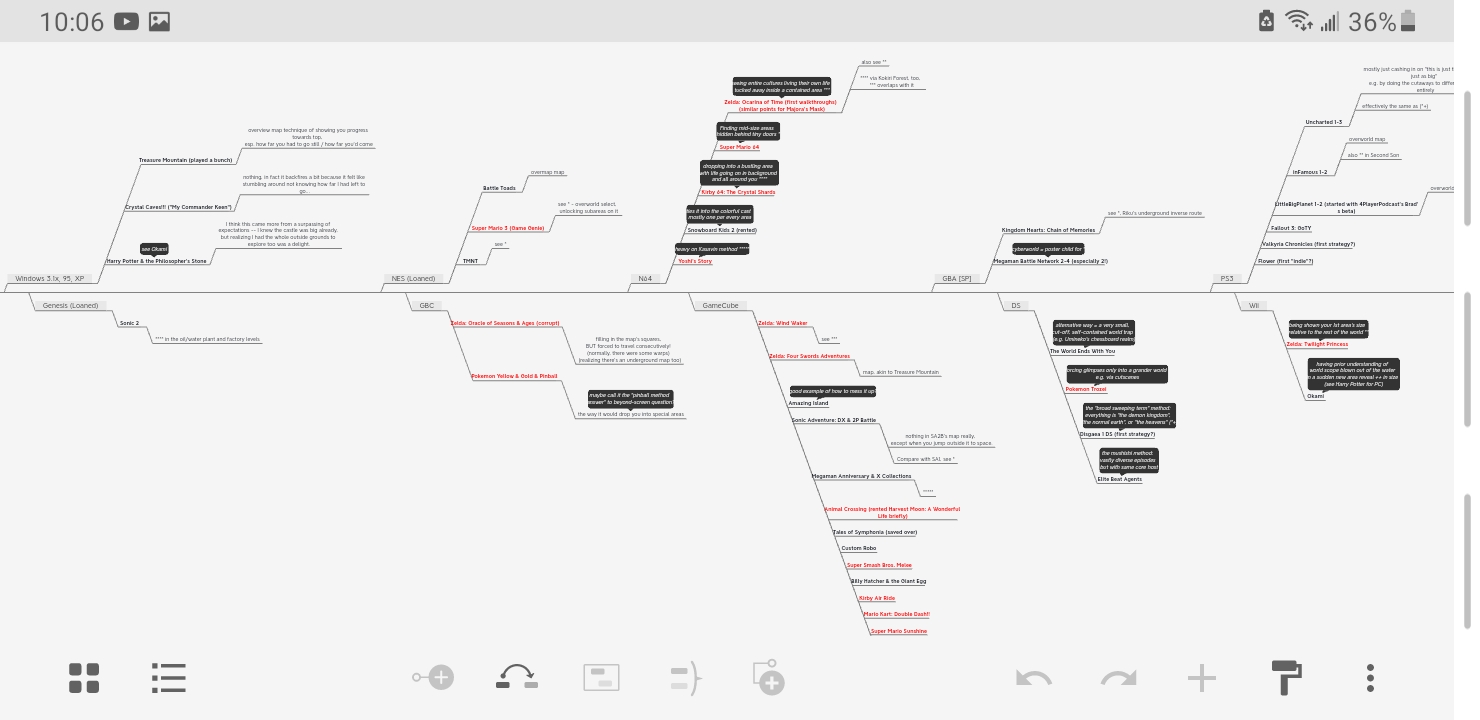 10:06
36%
overview map technique of showing you progress
towards top.
esp. how far you had to go still / how far you'd come
Treasure Mountain (played a bunch)
nothing, in fact it backfires a bit because it felt like
stumbling around not knowing how far I had left to
go...
Crystal Caves!!! ("My Commander Keen")
I think this came more from a surpassing of
expectations -- I knew the castle was big already,
but realizing I had the whole outside grounds to
explore too was a delight.
see Okami
Harry Potter & the Philosopher's Stone
Windows 3.1x, 95, XP
overmap map
Battle Toads
see * - overworld select,
unlocking subareas on it
Super Mario 3 (Game Genie)
see *
TMNT
NES (Loaned)
also see **
**** via Kokiri Forest, too,
*** overlaps with it
seeing entire cultures living their own life
tucked away inside a contained area ***
Zelda: Ocarina of Time (first walkthroughs)
(similar points for Majora's Mask)
Finding mid-size areas
hidden behind tiny doors
Super Mario 64
dropping into a bustling area
with life going on in background
and all around you ****
Kirby 64: The Crystal Shards
ties it into the colorful cast
mostly one per every area
Snowboard Kids 2 (rented)
heavy on Kasavin method *****
Yoshi's Story
N64
see *, Riku's underground inverse route
Kingdom Hearts: Chain of Memories
cyberworld = poster child for
Megaman Battle Network 2-4 (especially 2!)
GBA [SP]
mostly just cashing in on "this is just
just as big"
e.g. by doing the cutaways to differ
entirely
effectively the same as (*+)
Uncharted 1-3
overworld map
also ** in Second Son
inFamous 1-2
overworld
LittleBigPlanet 1-2 (started with 4PlayerPodcast's Brad'
s beta)
Fallout 3: GoTY
Valkyria Chronicles (first strategy?)
Flower (first "indie"?)
PS3
Genesis (Loaned)
Sonic 2
**** in the oil/water plant and factory levels
GBC
Zelda: Oracle of Seasons & Ages (corrupt)
filling in the map's squares,
BUT forced to travel consecutively!
(normally, there some warps)
(realizing there's an underground map too)
Pokemon Yellow & Gold & Pinball
maybe call it the "pinball method
answer" to beyond-screen question
the way it would drop you into special areas
GameCube
Zelda: Wind Waker
see ***
Zelda: Four Swords Adventures
map, akin to Treasure Mountain
good example of how to mess it up
Amazing Island
Sonic Adventure: DX & 2P Battle
nothing in SA2B's map really,
except when you jump outside it to space.
Compare with SA1, see *
Megaman Anniversary & X Collections
*****
Animal Crossing (rented Harvest Moon: A Wonderful
Life briefly)
Tales of Symphonia (saved over)
Custom Robo
Super Smash Bros. Melee
Billy Hatcher & the Giant Egg
Kirby Air Ride
Mario Kart: Double Dash!!
Super Mario Sunshine
DS
alternative way = a very small,
cut-off, self-contained world trap
(e.g. Umineko's chessboard realm)
The World Ends With You
forcing glimpses only into a grander world
e.g. via cutscenes
Pokemon Trozei
the "broad sweeping term" method:
everything is "the demon kingdom",
"the normal earth", or "the heavens" (*+
Disgaea 1 DS (first strategy?)
the mushishi method:
vastly diverse episodes
but with same core host
Elite Beat Agents
Wii
being shown your 1st area's size
relative to the rest of the world **
Zelda: Twilight Princess
having prior understanding of
world scope blown out of the water
in a sudden new area reveal ++ in size
(see Harry Potter for PC)
Okami